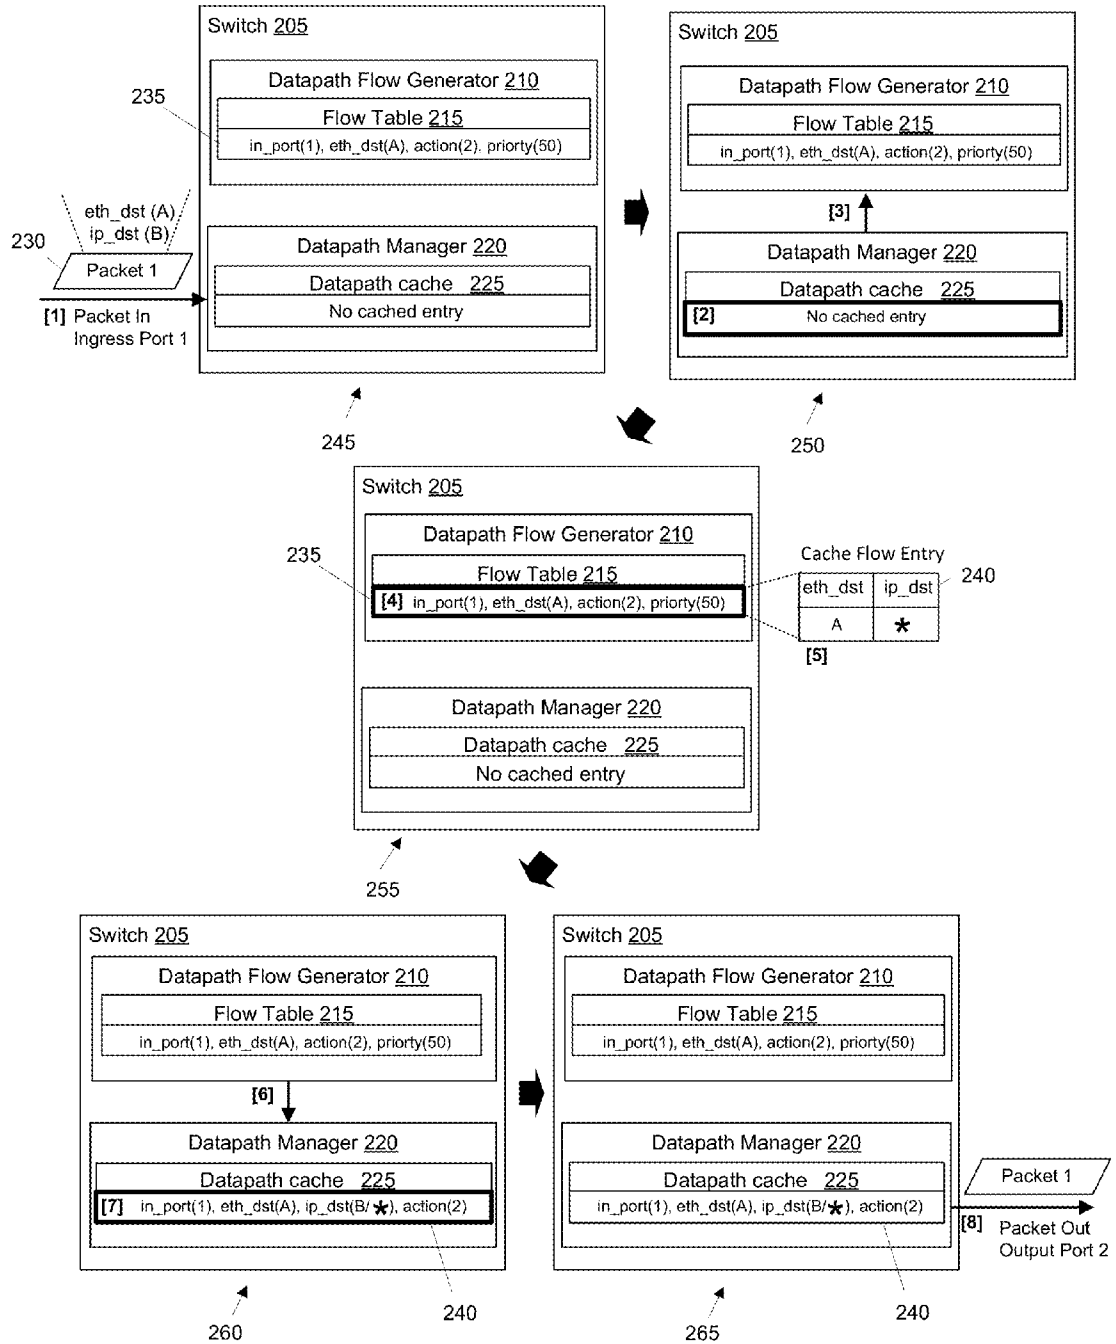 Switch 205
Datapath Flow Generator 210
235
Flow Table 215
in_port(1), eth_dst(A), action(2), priorty(50)
eth_dst (A)
ip_dst (B)
230
Packet 1
[1] Packet In
Ingress Port 1
Datapath Manager 220
Datapath cache 225
No cached entry
245
Switch 205
Datapath Flow Generator 210
Flow Table 215
in_port(1), eth_dst(A), action(2), priorty(50)
[3]
Datapath Manager 220
Datapath cache 225
[2] No cached entry
250
Switch 205
Datapath Flow Generator 210
235
Flow Table 215
[4] in_port(1), eth_dst(A), action(2), priorty(50)
Cache Flow Entry
240
eth_dst ip_dst
A *
[5]
Datapath Manager 220
Datapath cache 225
No cached entry
255
Switch 205
Datapath Flow Generator 210
Flow Table 215
in_port(1), eth_dst(A), action(2), priorty(50)
[6]
Datapath Manager 220
Datapath cache 225
[7] in_port(1), eth_dst(A), ip_dst(B/*), action(2)
240
260
Switch 205
Datapath Flow Generator 210
Flow Table 215
in_port(1), eth_dst(A), action(2), priorty(50)
Datapath Manager 220
Datapath cache 225
in_port(1), eth_dst(A), ip_dst(B/*), action(2)
Packet 1
[8] Packet Out
Output Port 2
240
265